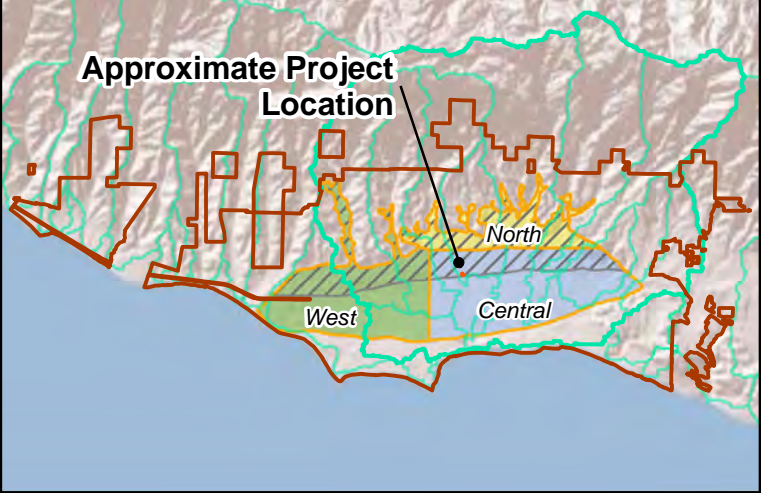 Approximate Project
Location
North
West
Central